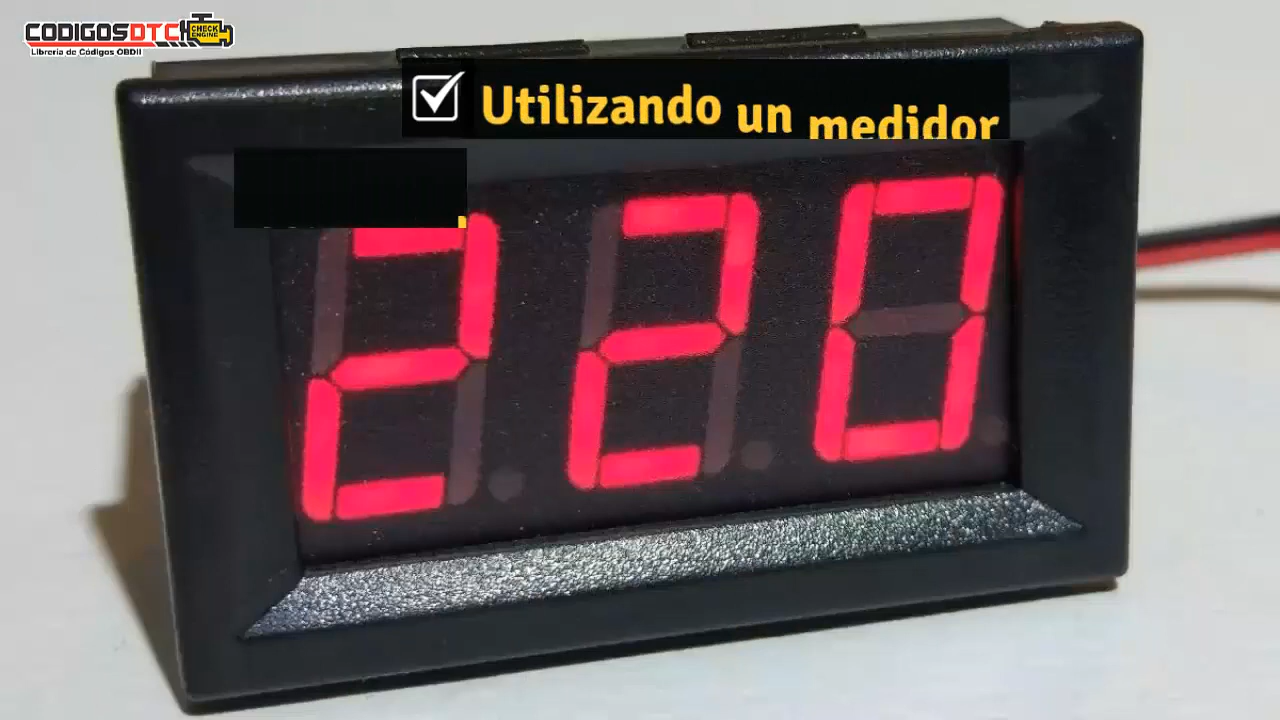 CODIGOSDTC
CHECK
ENGINE
Librería de Códigos OBDII
Utilizando un medidor
220